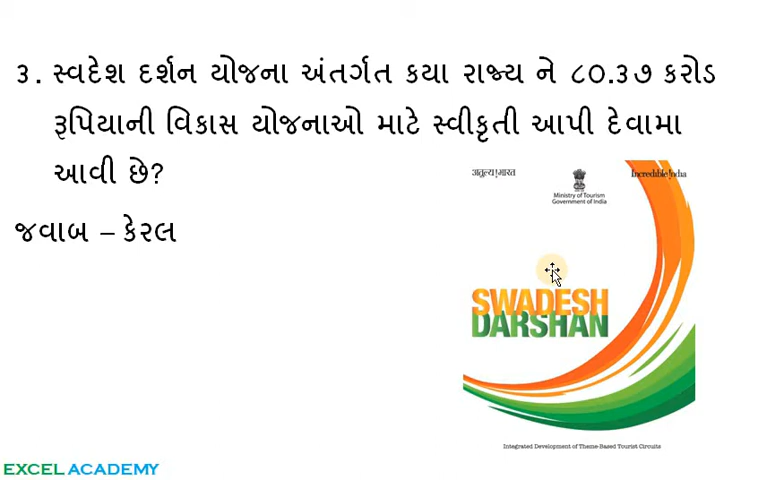 ૩. સ્વદેશ દર્શન યોજના અંતર્ગત કયા રાજ્ય ને ૮૦.૩૭ કરોડ
રૂપિયાની વિકાસ યોજનાઓ માટે સ્વીકૃતી આપી દેવામા
આવી છે?
જવાબ – કેરલ
अतुल्य !भारत
Incredible !ndia
Ministry of Tourism
Government of India
SWADESH
DARSHAN
Integrated Development of Theme-Based Tourist Circuits
EXCEL ACADEMY